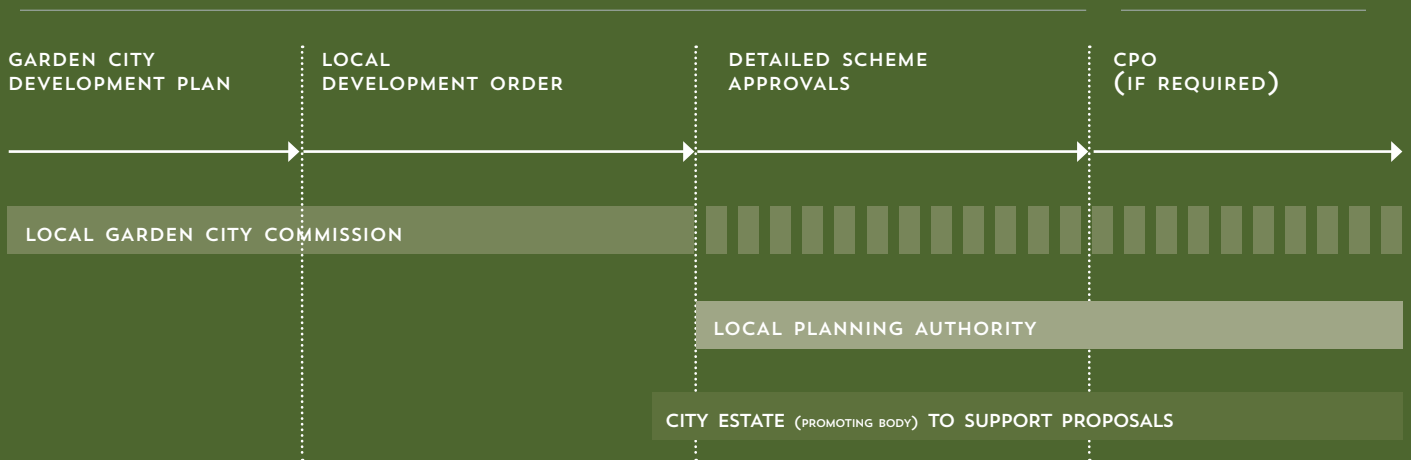 GARDEN CITY
DEVELOPMENT PLAN
LOCAL
DEVELOPMENT ORDER
DETAILED SCHEME
APPROVALS
CPO
(IF REQUIRED)
LOCAL GARDEN CITY COMMISSION
LOCAL PLANNING AUTHORITY
CITY ESTATE (PROMOTING BODY) TO SUPPORT PROPOSALS